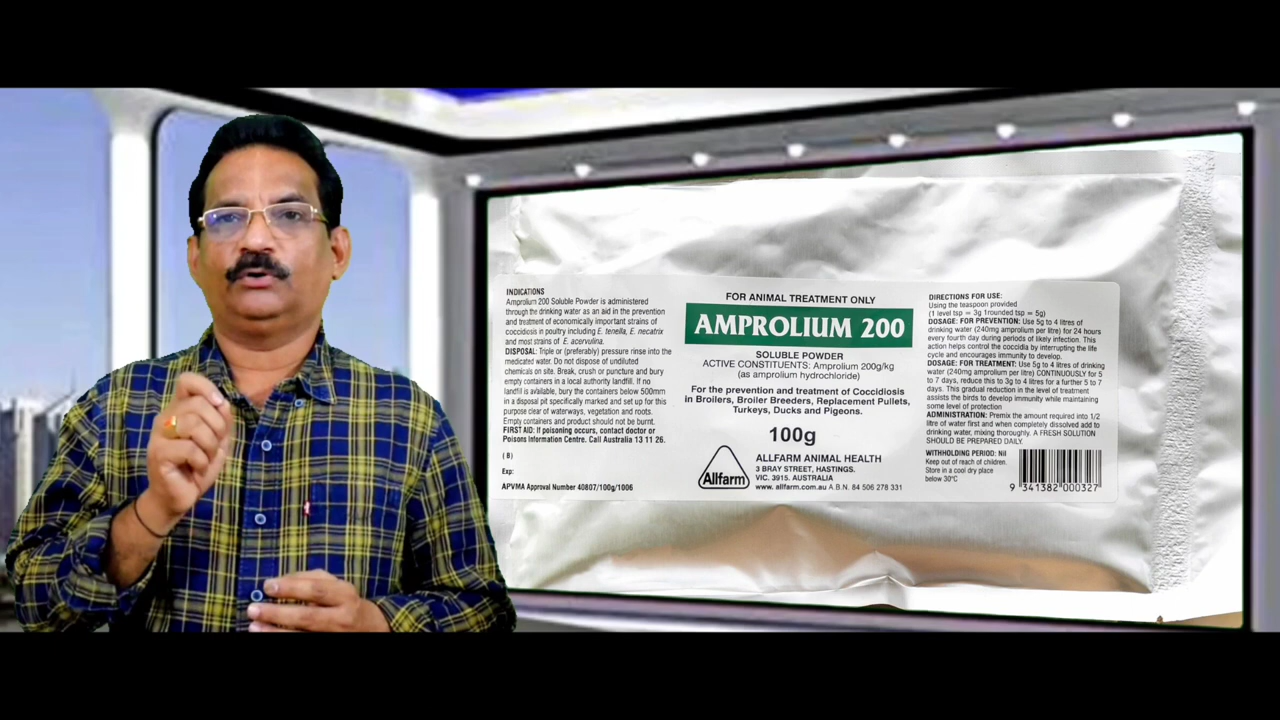 INDICATIONS
Amprolium 200 Soluble Powder is administered
through the drinking water as an aid in the prevention
and treatment of economically important strains of
coccidiosis in poultry including E. tenella, E. necatrix
and most strains of E. acervulina.
DISPOSAL: Triple or (preferably) pressure rinse into the
medicated water. Do not dispose of undiluted
chemicals on site. Break, crush or puncture and bury
empty containers in a local authority landfill. If no
landfill is available, bury the containers below 500mm
in a disposal pit specifically marked and set up for this
purpose clear of waterways, vegetation and roots.
Empty containers and product should not be burnt.
FIRST AID: If poisoning occurs, contact doctor or
Poisons Information Centre. Call Australia 13 11 26.
( B)
Exp:
APVMA Approval Number 40807/100g/1006
FOR ANIMAL TREATMENT ONLY
AMPROLIUM 200
SOLUBLE POWDER
ACTIVE CONSTITUENTS: Amprolium 200g/kg
(as amprolium hydrochloride)
For the prevention and treatment of Coccidiosis
in Broilers, Broiler Breeders, Replacement Pullets,
Turkeys, Ducks and Pigeons.
100g
Allfarm
ALLFARM ANIMAL HEALTH
3 BRAY STREET, HASTINGS.
VIC. 3915. AUSTRALIA
www. allfarm.com.au A.B.N. 84 506 278 331
DIRECTIONS FOR USE:
Using the teaspoon provided
(1 level tsp = 3g 1rounded tsp = 5g)
DOSAGE: FOR PREVENTION: Use 5g to 4 litres of
drinking water (240mg amprolium per litre) for 24 hours
every fourth day during periods of likely infection. This
action helps control the coccidia by interrupting the life
cycle and encourages immunity to develop.
DOSAGE: FOR TREATMENT: Use 5g to 4 litres of drinking
water (240mg amprolium per litre) CONTINUOUSLY for 5
to 7 days, reduce this to 3g to 4 litres for a further 5 to 7
days. This gradual reduction in the level of treatment
assists the birds to develop immunity while maintaining
some level of protection
ADMINISTRATION: Premix the amount required into 1/2
litre of water first and when completely dissolved add to
drinking water, mixing thoroughly. A FRESH SOLUTION
SHOULD BE PREPARED DAILY.
WITHHOLDING PERIOD: Nil
Keep out of reach of children.
Store in a cool dry place
below 30°C
9 341382 000327